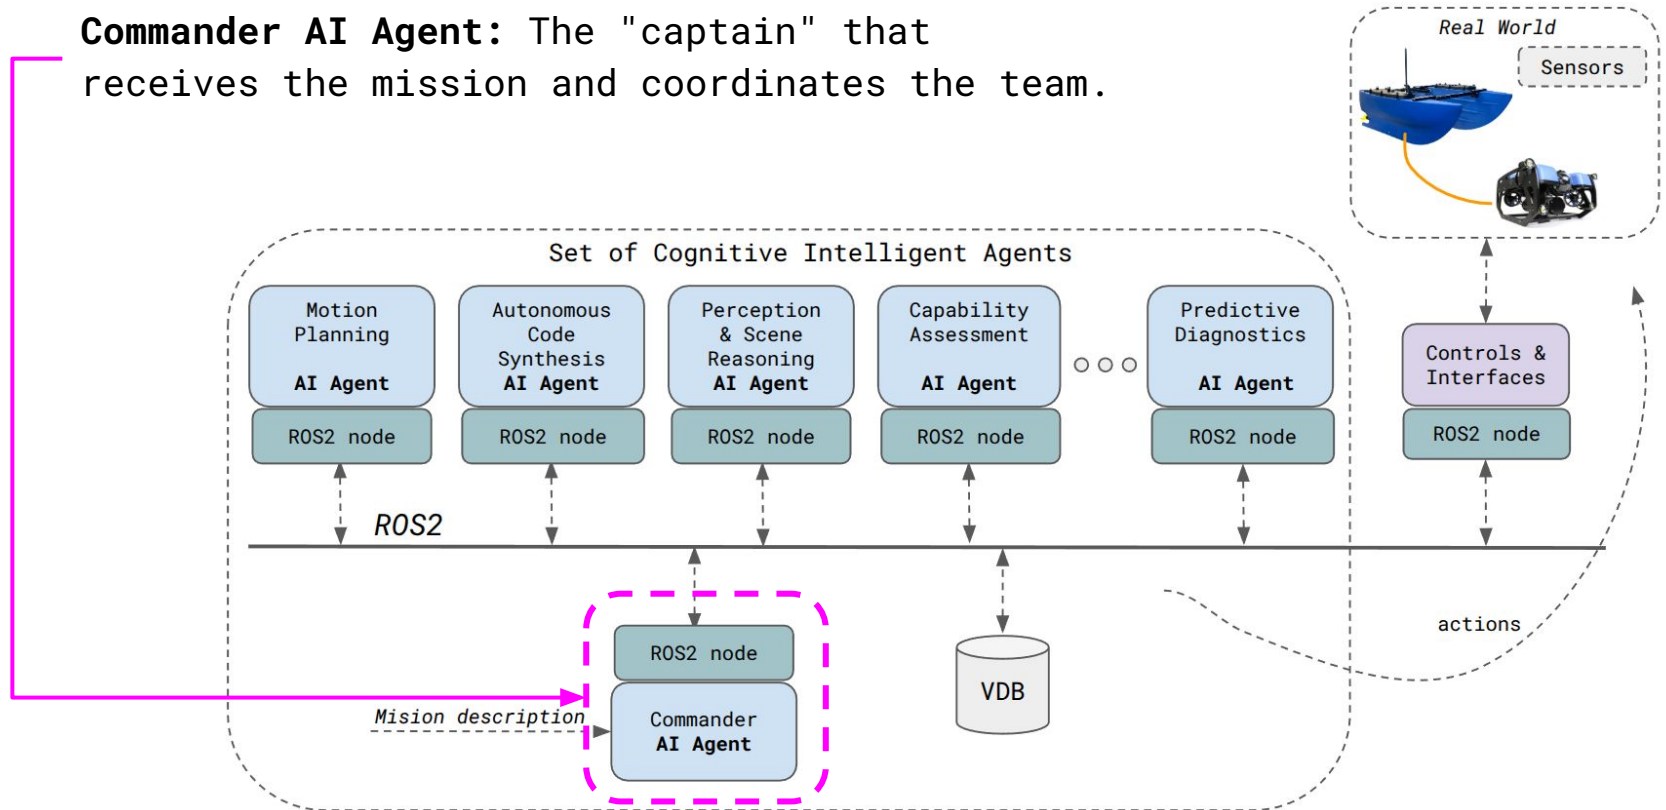 Commander AI Agent: The "captain" that
receives the mission and coordinates the team.
Real World
Sensors
Set of Cognitive Intelligent Agents
Motion
Planning
AI Agent
ROS2 node
Autonomous
Code
Synthesis
AI Agent
ROS2 node
Perception
& Scene
Reasoning
AI Agent
ROS2 node
Capability
Assessment
AI Agent
ROS2 node
Predictive
Diagnostics
AI Agent
ROS2 node
Controls &
Interfaces
ROS2 node
ROS2
ROS2 node
Commander
AI Agent
Mision description
VDB
actions